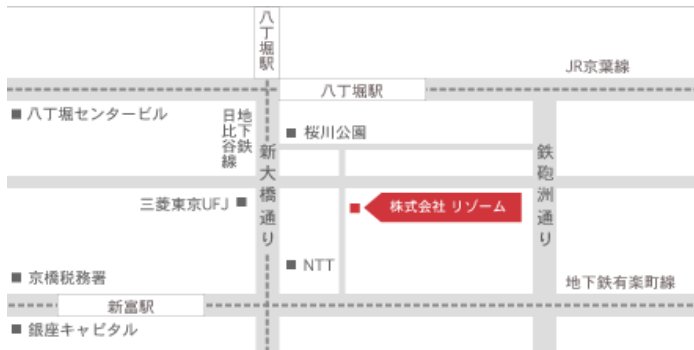 八丁堀駅
JR京葉線
八丁堀駅
八丁堀センタービル
地下鉄
日比谷線
桜川公園
新大橋通り
鉄砲洲通り
三菱東京UFJ
株式会社 リゾーム
NTT
京橋税務署
地下鉄有楽町線
新富駅
銀座キャピタル